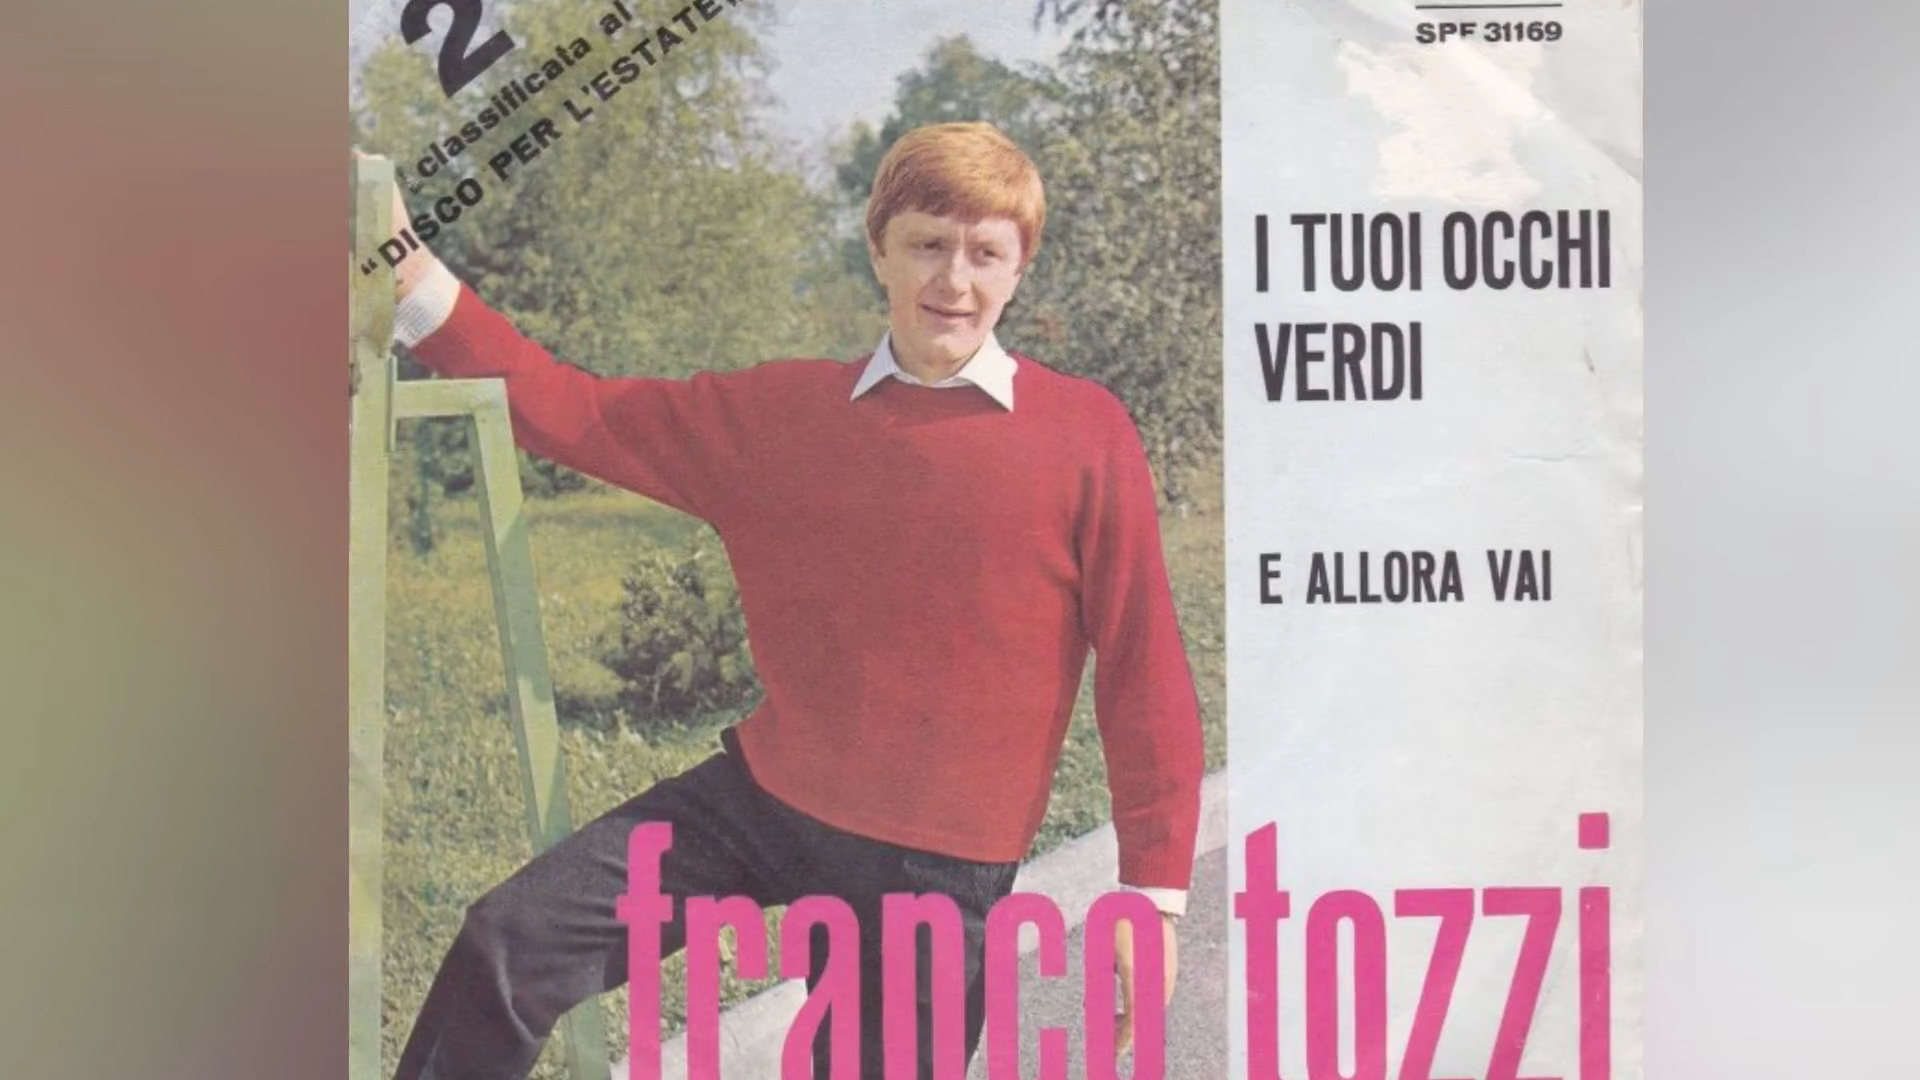 2
classificata al
"DISCO PER L'ESTATE"
SPF 31169
I TUOI OCCHI
VERDI
E ALLORA VAI
franco tozzi